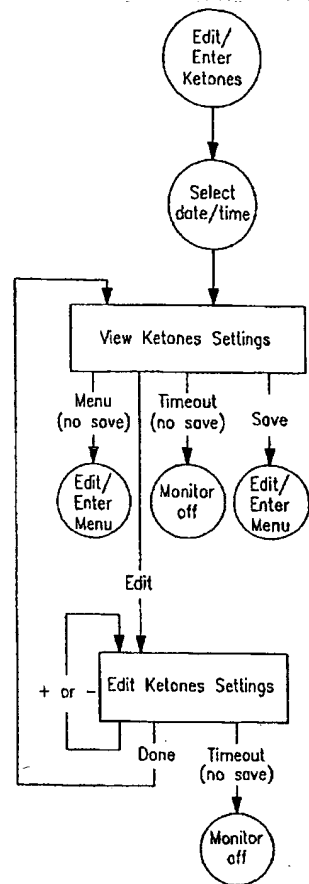 Edit/
Enter
Ketones
Select
date/time
View Ketones Settings
Menu
(no save)
Timeout
(no save)
Save
Edit/
Enter
Menu
Monitor
off
Edit/
Enter
Menu
Edit
+ or -
Edit Ketones Settings
Done
Timeout
(no save)
Monitor
off